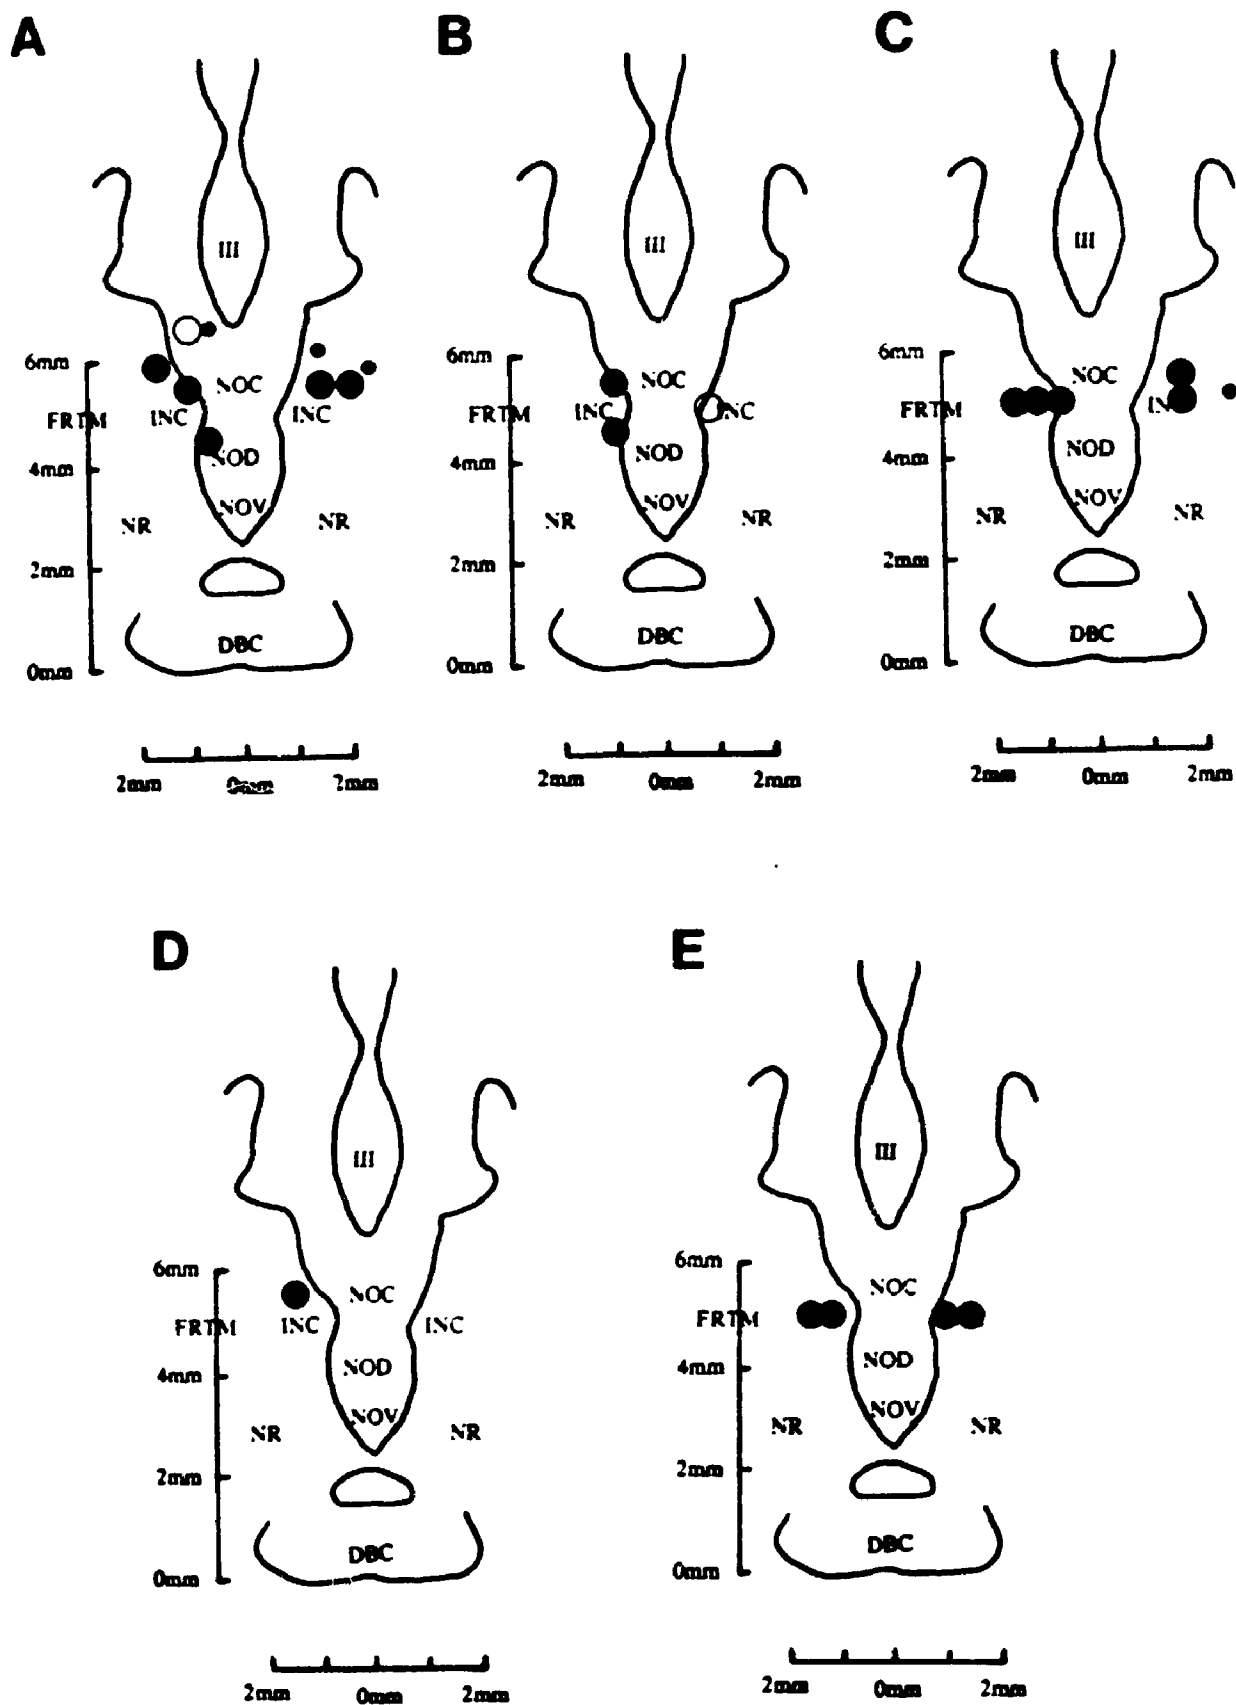 A B C
III III III
6mm 6mm 6mm
NOC NOC NOC
FRTM INC INC FRTM INC INC FRTM IN
4mm NOD 4mm NOD 4mm NOD
NOV NOV NOV
NR NR NR NR NR NR
2mm 2mm 2mm
DBC DBC DBC
0mm 0mm 0mm
2mm 0mm 2mm 2mm 0mm 2mm 2mm 0mm 2mm
D E
III III
6mm 6mm
NOC NOC
FRTM INC INC FRTM
4mm NOD 4mm NOD
NOV NOV
NR NR NR NR
2mm 2mm
DBC DBC
0mm 0mm
2mm 0mm 2mm 2mm 0mm 2mm